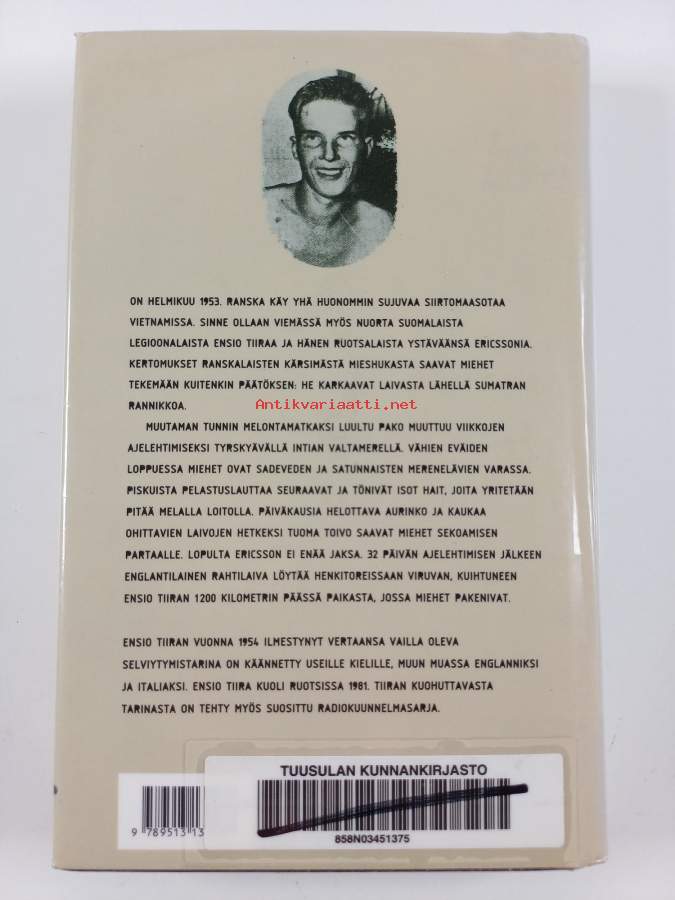 ON HELMIKUU 1953. RANSKA KÄY YHÄ HUONOMMIN SUJUVAA SIIRTOMAASOTAA
VIETNAMISSA. SINNE OLLAAN VIEMÄSSÄ MYÖS NUORTA SUOMALAISTA
LEGIOONALAISTA ENSIO TIIRAA JA HÄNEN RUOTSALAISTA YSTÄVÄÄNSÄ ERICSSONIA.
KERTOMUKSET RANSKALAISTEN KÄRSIMÄSTÄ MIESHUKASTA SAAVAT MIEHET
TEKEMÄÄN KUITENKIN PÄÄTÖKSEN: HE KARKAAVAT LAIVASTA LÄHELLÄ SUMATRAN
RANNIKKOA.
Antikvariaatti.net
MUUTAMAN TUNNIN MELONTAMATKAKSI LUULTU PAKO MUUTTUU VIIKKOJEN
AJELEHTIMISEKSI TYRSKYÄVÄLLÄ INTIAN VALTAMERELLÄ. VÄHIEN EVÄIDEN
LOPPUESSA MIEHET OVAT SADEVEDEN JA SATUNNAISTEN MERENELÄVIEN VARASSA.
PISKUISTA PELASTUSLAUTTAA SEURAAVAT JA TÖNIVÄT ISOT HAIT, JOITA YRITETÄÄN
PITÄÄ MELALLA LOITOLLA. PÄIVÄKAUSIA HELOTTAVA AURINKO JA KAUKAA
OHITTAVIEN LAIVOJEN HETKEKSI TUOMA TOIVO SAAVAT MIEHET SEKOAMISEN
PARTAALLE. LOPULTA ERICSSON EI ENÄÄ JAKSA. 32 PÄIVÄN AJELEHTIMISEN JÄLKEEN
ENGLANTILAINEN RAHTILAIVA LÖYTÄÄ HENKITOREISSAAN VIRUVAN, KUIHTUNEEN
ENSIO TIIRAN 1200 KILOMETRIN PÄÄSSÄ PAIKASTA, JOSSA MIEHET PAKENIVAT.
ENSIO TIIRAN VUONNA 1954 ILMESTYNYT VERTAANSA VAILLA OLEVA
SELVIYTYMISTARINA ON KÄÄNNETTY USEILLE KIELILLE, MUUN MUASSA ENGLANNIKSI
JA ITALIAKSI. ENSIO TIIRA KUOLI RUOTSISSA 1981. TIIRAN KUOHUTTAVASTA
TARINASTA ON TEHTY MYÖS SUOSITTU RADIOKUUNNELMASARJA.
TUUSULAN KUNNANKIRJASTO
9 789513 13
858N03451375